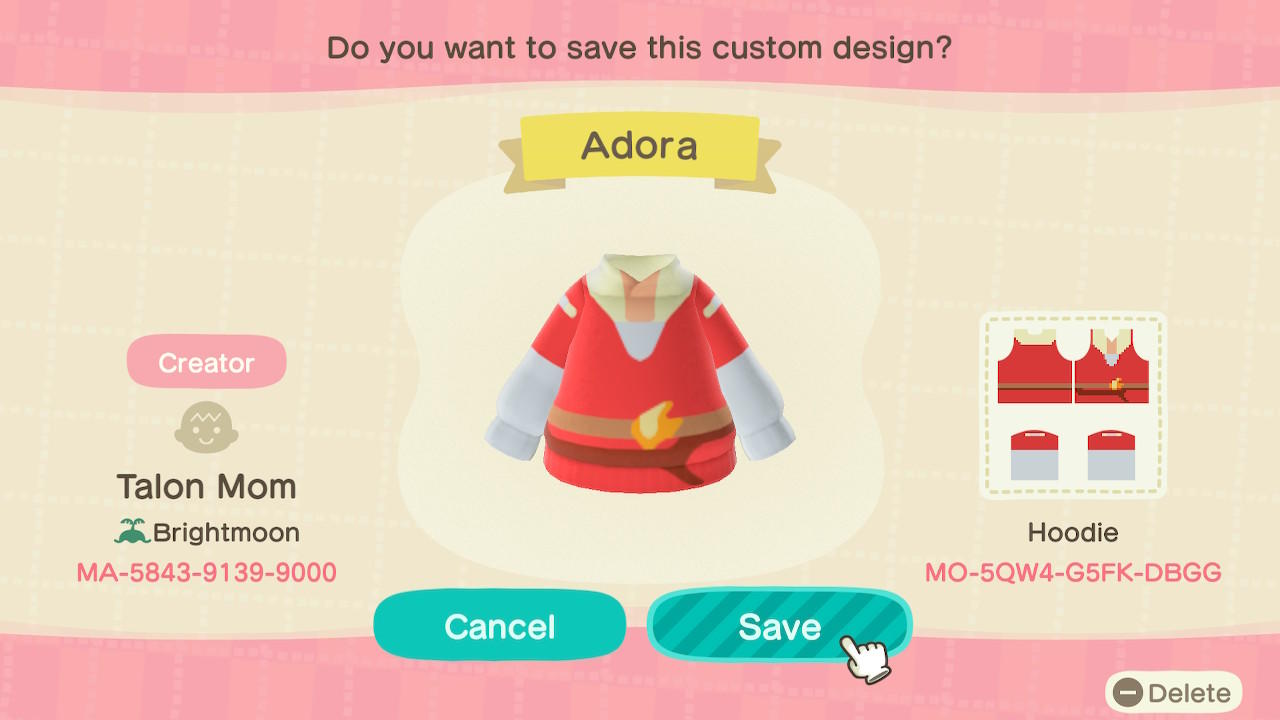 Do you want to save this custom design?
Adora
Creator
Talon Mom
Brightmoon
MA-5843-9139-9000
Hoodie
MO-5QW4-G5FK-DBGG
Cancel
Save
Delete